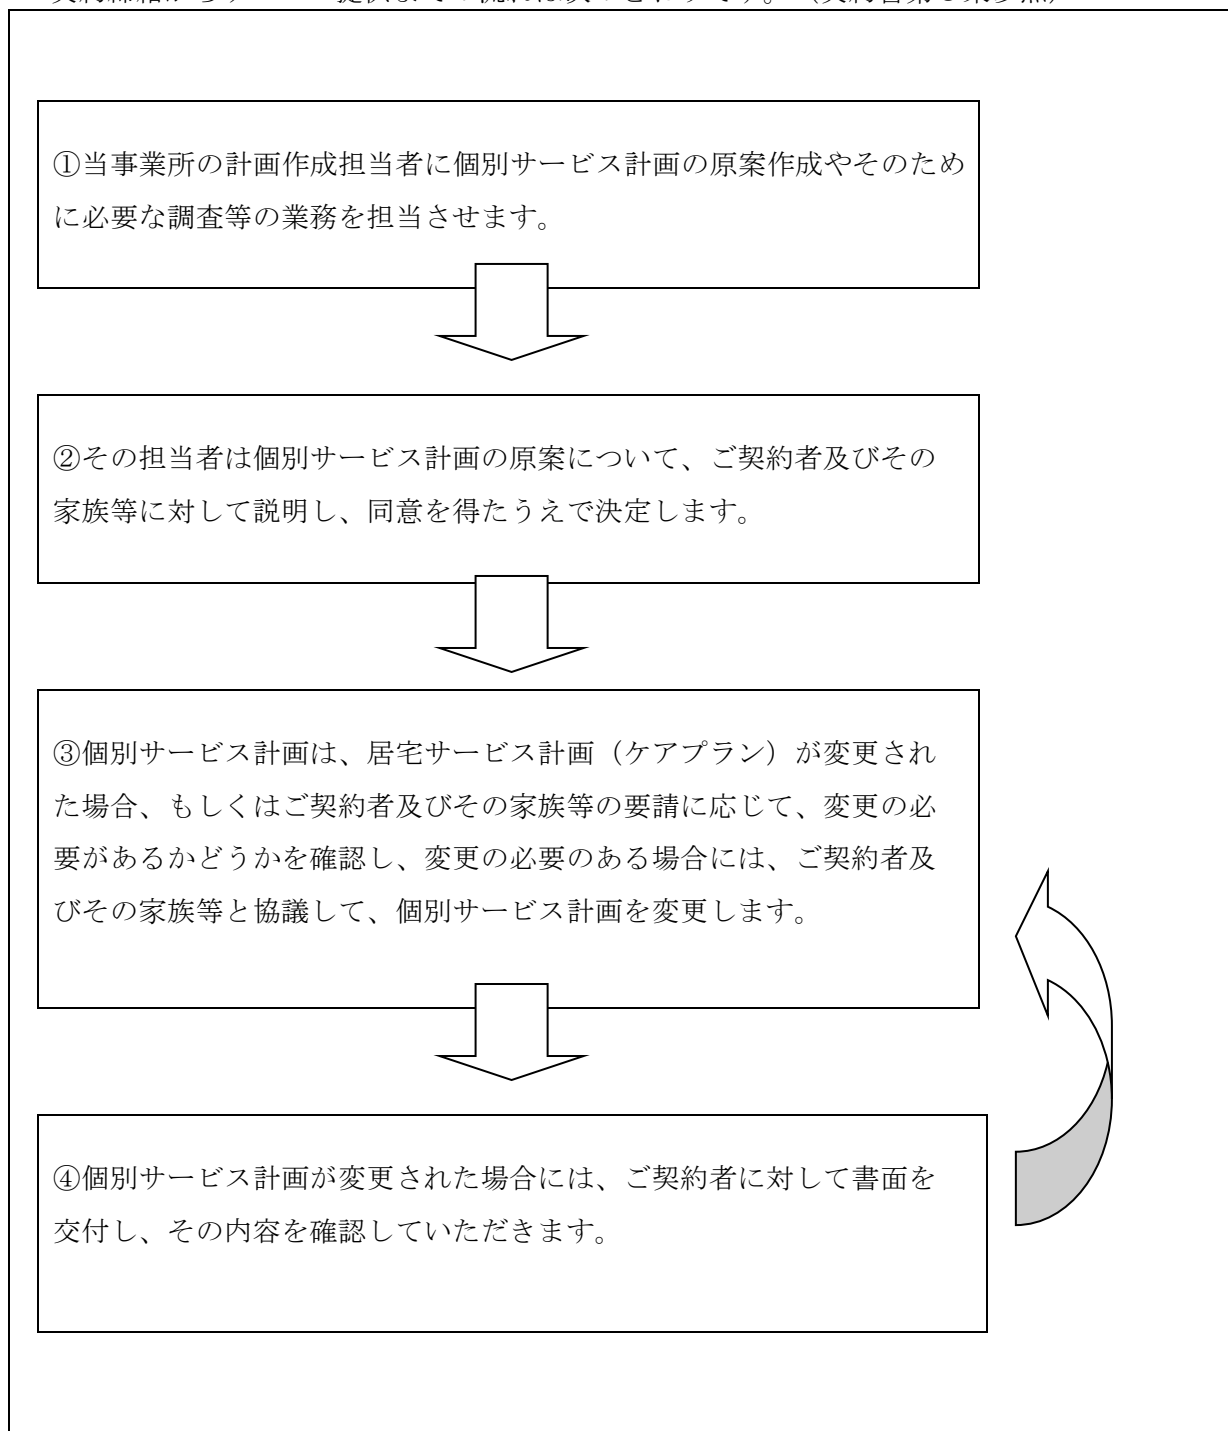 ①当事業所の計画作成担当者に個別サービス計画の原案作成やそのため
に必要な調査等の業務を担当させます。
②その担当者は個別サービス計画の原案について、ご契約者及びその
家族等に対して説明し、同意を得たうえで決定します。
③個別サービス計画は、居宅サービス計画（ケアプラン）が変更され
た場合、もしくはご契約者及びその家族等の要請に応じて、変更の必
要があるかどうかを確認し、変更の必要のある場合には、ご契約者及
びその家族等と協議して、個別サービス計画を変更します。
④個別サービス計画が変更された場合には、ご契約者に対して書面を
交付し、その内容を確認していただきます。